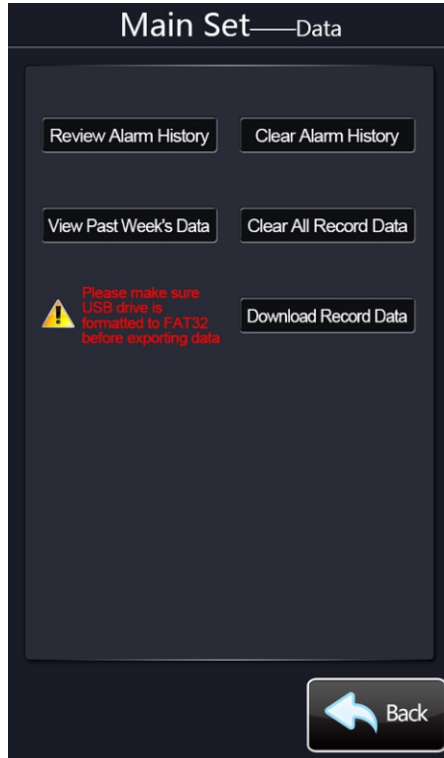 Main Set——Data
Review Alarm History
Clear Alarm History
View Past Week's Data
Clear All Record Data
Please make sure
USB drive is
formatted to FAT32
before exporting data
Download Record Data
Back